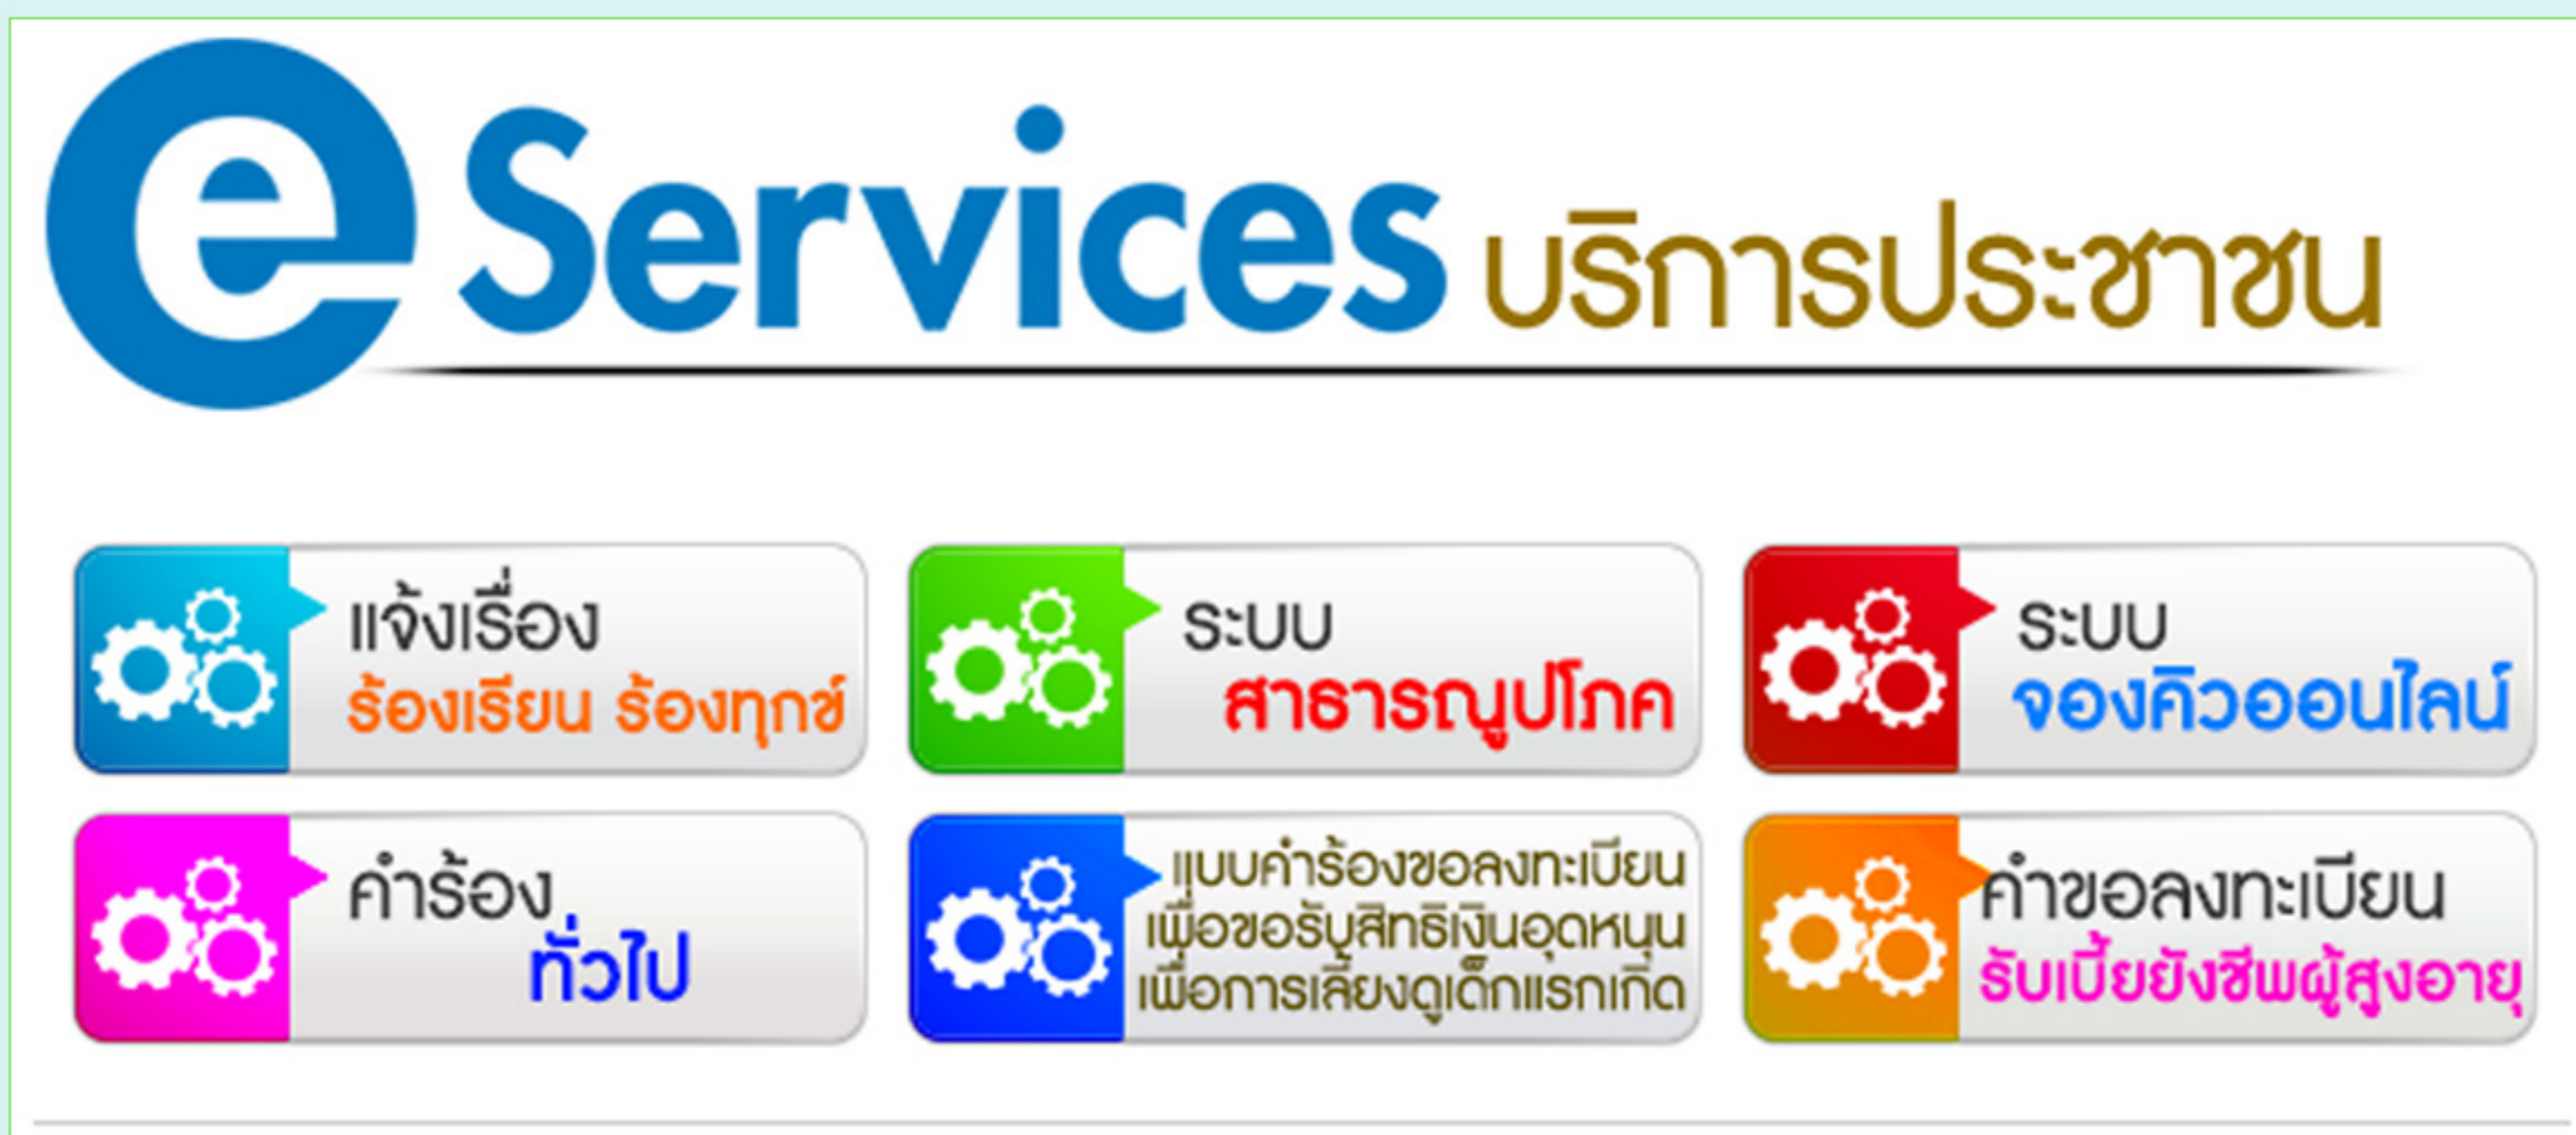 e Services บริการประชาชน
แจ้งเรื่อง
ร้องเรียน ร้องทุกข์
ระบบ
สาธารณูปโภค
ระบบ
จองคิวออนไลน์
คำร้อง
ทั่วไป
แบบคำร้องขอลงทะเบียน
เพื่อขอรับสิทธิเงินอุดหนุน
เพื่อการเลี้ยงดูเด็กแรกเกิด
คำขอลงทะเบียน
รับเบี้ยยังชีพผู้สูงอายุ